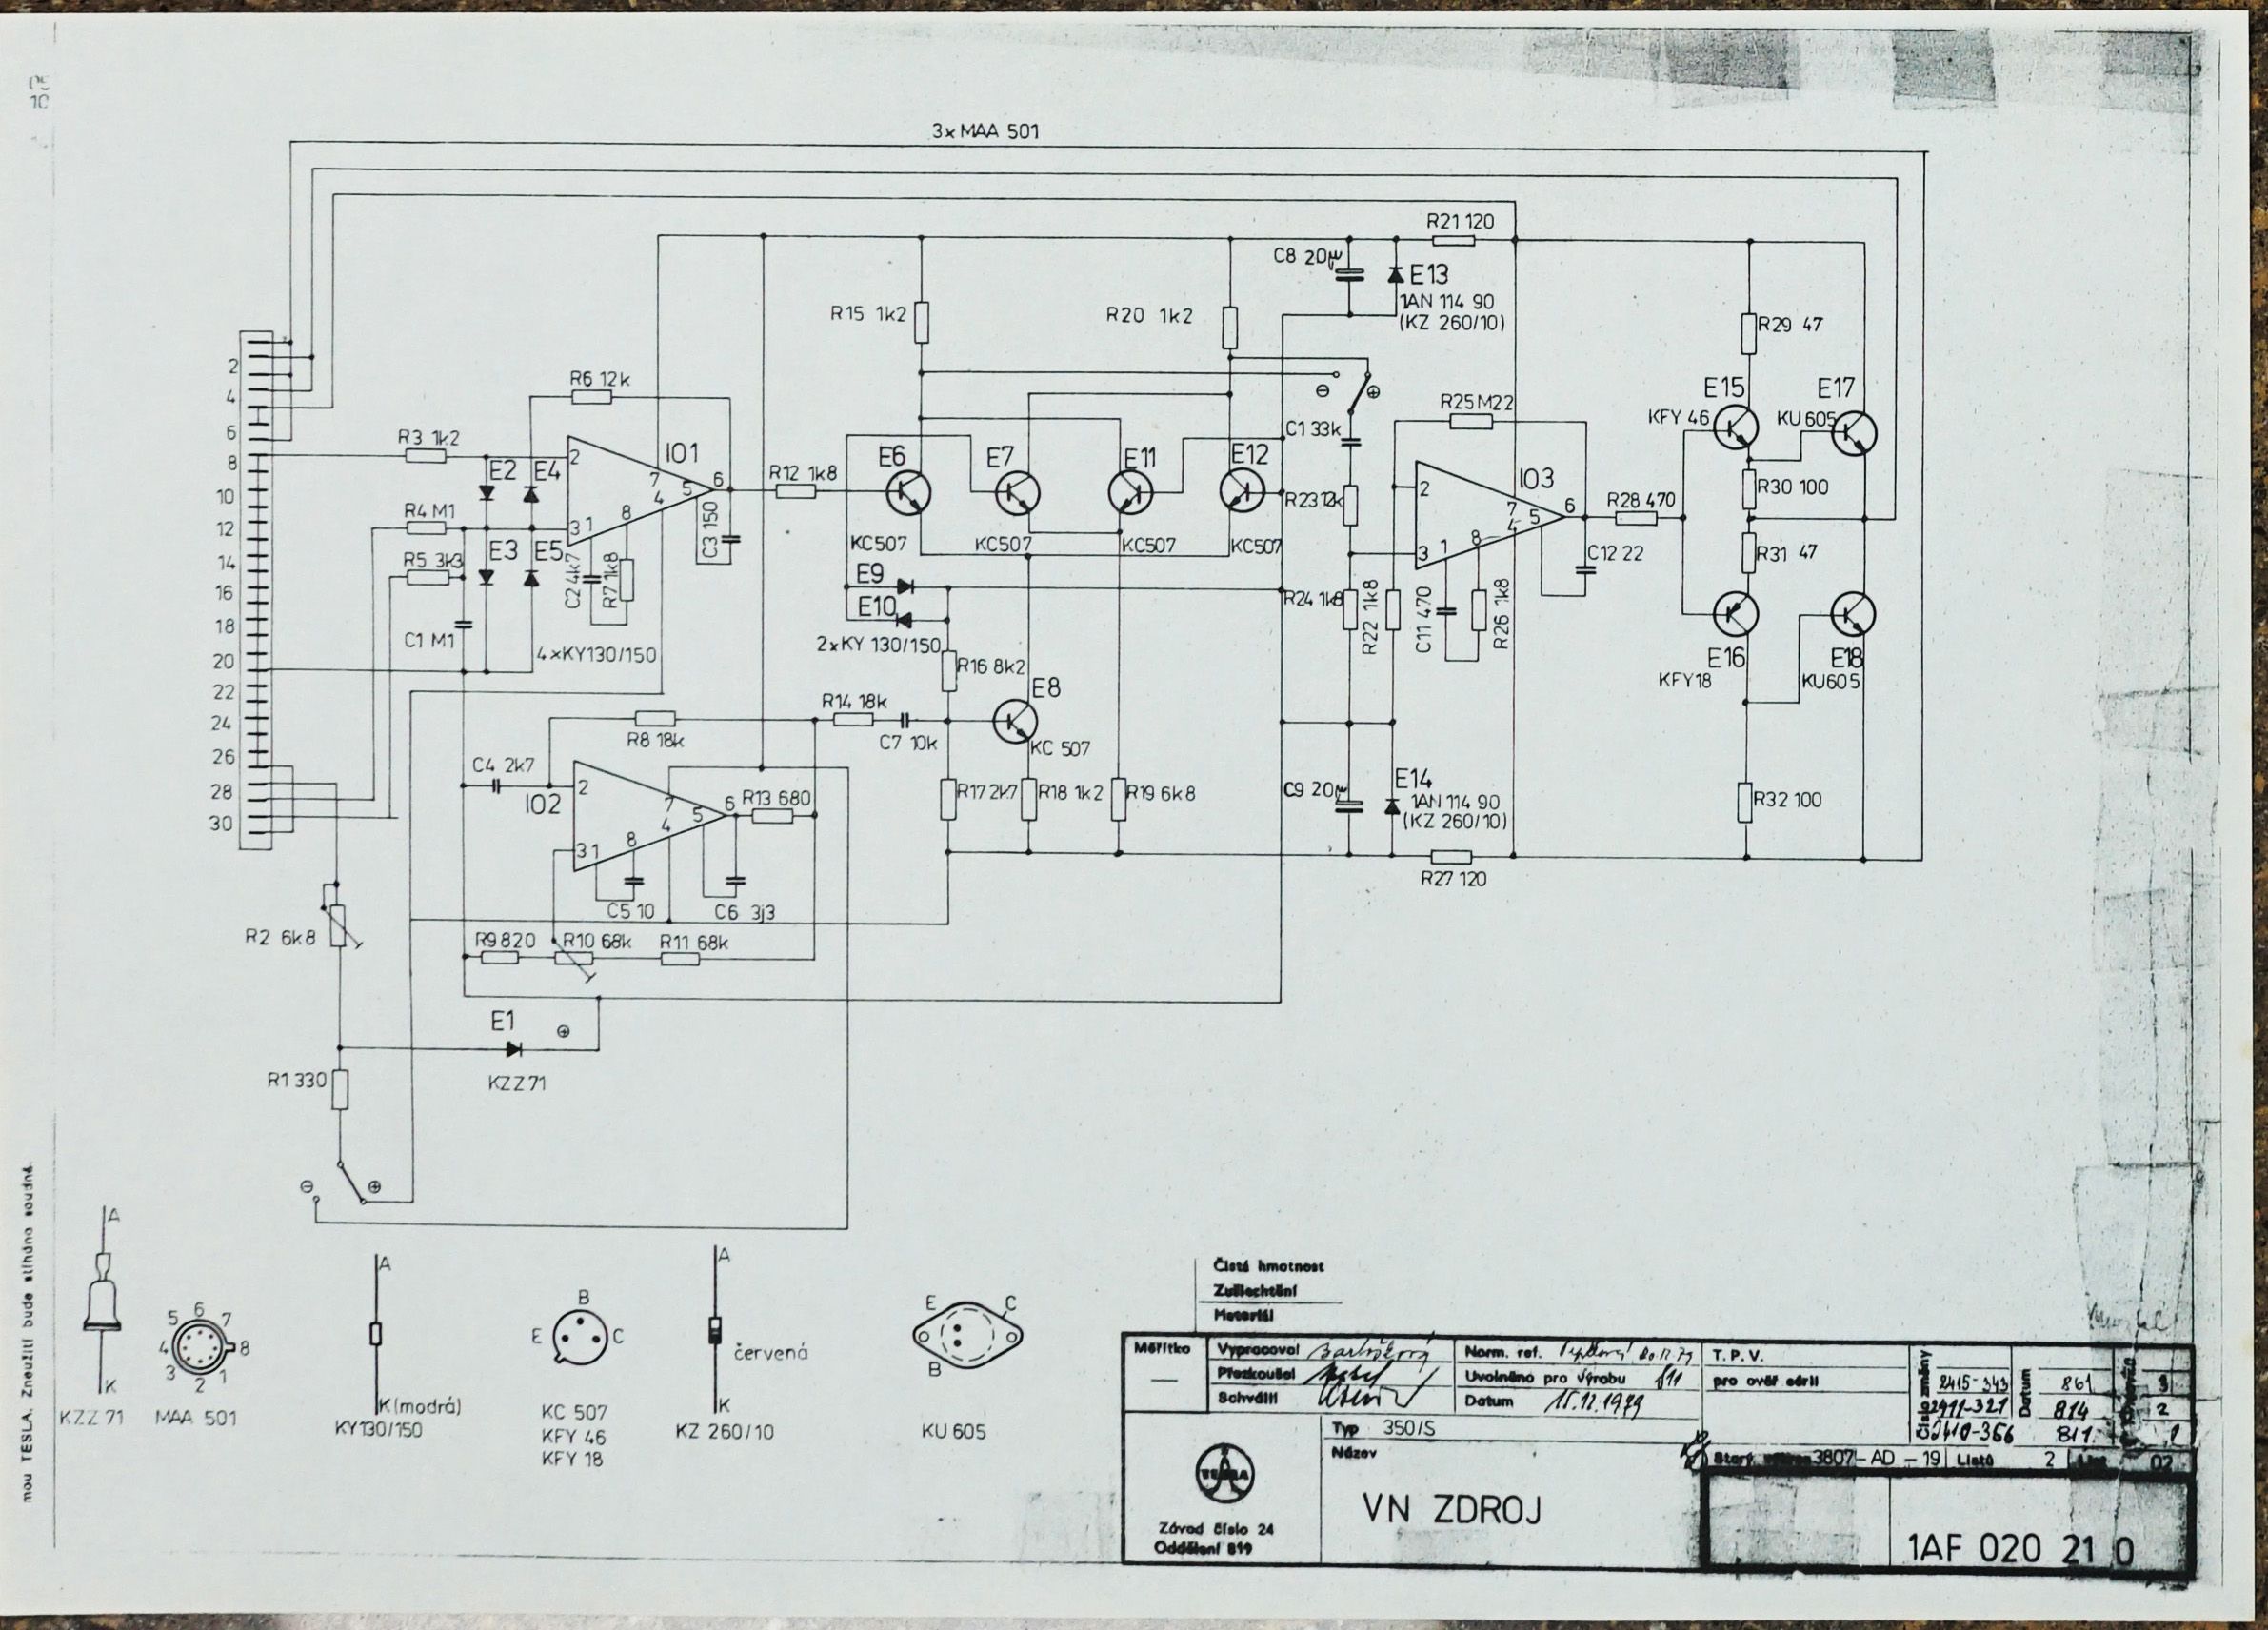 3x MAA 501
R21 120
C8 20µ
E13
1AN 114 90
(KZ 260/10)
R15 1k2
R20 1k2
R29 47
2
4
6
8
10
12
14
16
18
20
22
24
26
28
30
R6 12k
R3 1k2
E2
E4
2
IO1
7
4
5
6
R12 1k8
E6
E7
E11
E12
⊖
⊕
C1 33k
R25 M22
E15
KFY 46
E17
KU 605
R4 M1
3
1
8
C3 150
R23 12k
2
IO3
7
4
5
6
R28 470
R30 100
R5 3k3
E3
E5
C2 4k7
R7 1k8
KC507
KC507
KC507
KC507
3
1
8
C12 22
R31 47
E9
E10
R24 1k8
R22 1k8
C11 470
R26 1k8
C1 M1
4xKY130/150
2xKY 130/150
R16 8k2
E8
E16
KFY18
E18
KU605
R14 18k
C7 10k
KC 507
R8 18k
C4 2k7
IO2
2
7
4
5
6
R13 680
R17 2k7
R18 1k2
R19 6k8
C9 20µ
E14
1AN 114 90
(KZ 260/10)
R32 100
3
1
8
C5 10
C6 3j3
R27 120
R2 6k8
R9 820
R10 68k
R11 68k
E1
⊕
KZZ71
R1 330
⊖
⊕
mou TESLA. Zneužití bude stíháno soudně.
A
K
KZZ 71
5
6
7
4
8
3
2
1
MAA 501
A
K(modrá)
KY130/150
B
E
C
KC 507
KFY 46
KFY 18
A
červená
K
KZ 260/10
E
C
B
KU 605
Čistá hmotnost
Zušlechtění
Materiál
Měřítko
—
Vypracoval
Přezkoušel
Schválil
Norm. ref.
Uvolněno pro výrobu
Datum 15.12.1979
T.P.V.
pro ověř sérii
Číslo změny
2415-343
2411-321
2410-366
Datum
861
814
811
3
2
1
Typ 350/S
Název
VN ZDROJ
TESLA
Závod číslo 24
Oddělení 819
Starý 3807-AD-19
Listů 2
02
1AF 020 21 0